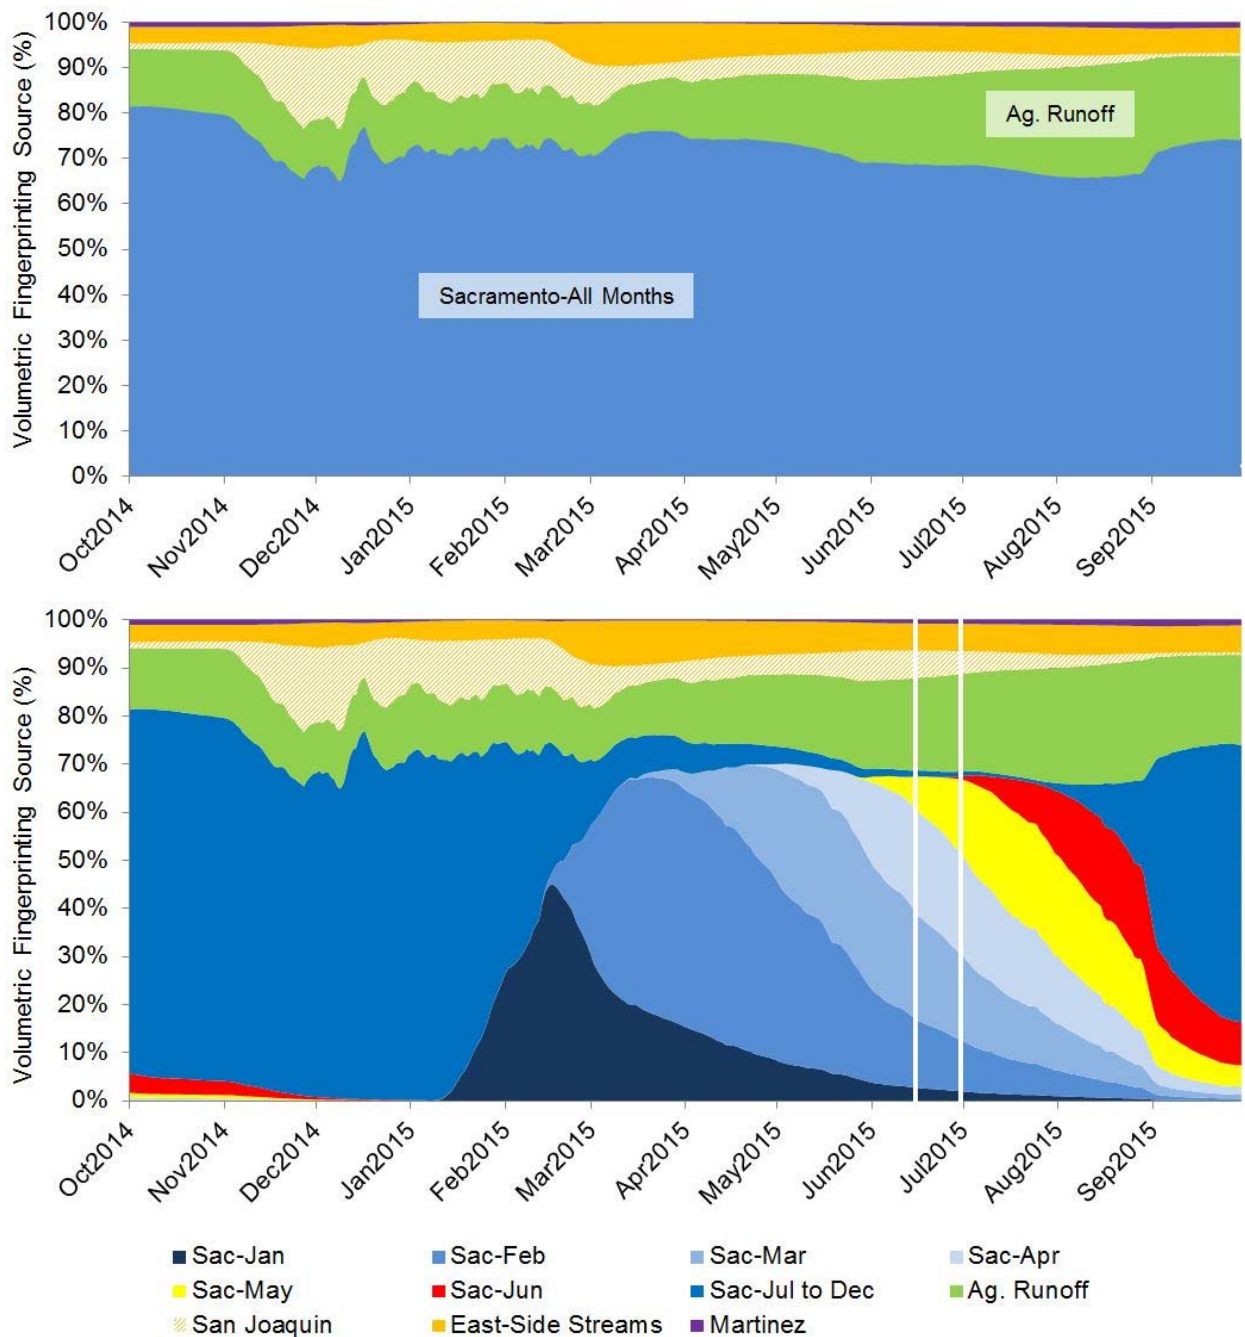 Volumetric Fingerprinting Source (%)
100%
90%
80%
70%
60%
50%
40%
30%
20%
10%
0%
Ag. Runoff
Sacramento-All Months
Oct2014 Nov2014 Dec2014 Jan2015 Feb2015 Mar2015 Apr2015 May2015 Jun2015 Jul2015 Aug2015 Sep2015
Volumetric Fingerprinting Source (%)
100%
90%
80%
70%
60%
50%
40%
30%
20%
10%
0%
Oct2014 Nov2014 Dec2014 Jan2015 Feb2015 Mar2015 Apr2015 May2015 Jun2015 Jul2015 Aug2015 Sep2015
Sac-Jan Sac-Feb Sac-Mar Sac-Apr
Sac-May Sac-Jun Sac-Jul to Dec Ag. Runoff
San Joaquin East-Side Streams Martinez